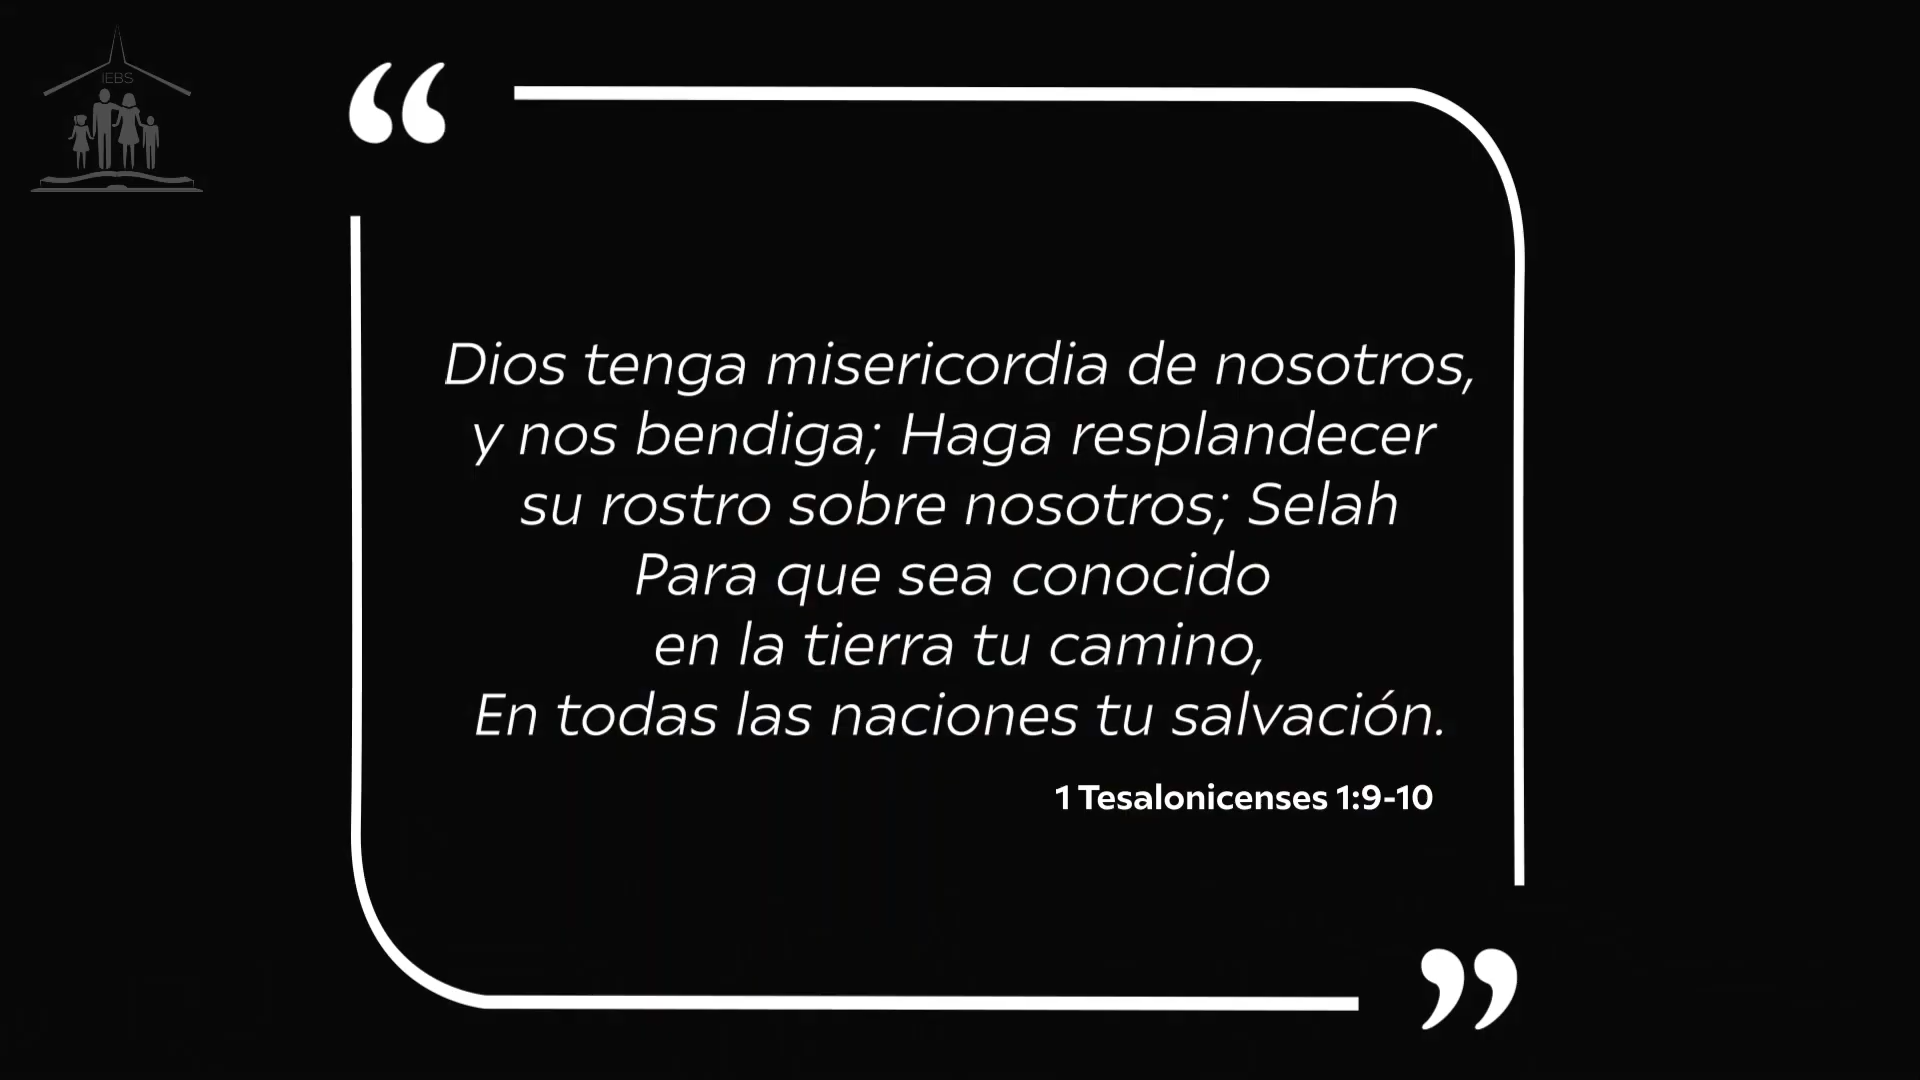 IEBS
“
Dios tenga misericordia de nosotros,
y nos bendiga; Haga resplandecer
su rostro sobre nosotros; Selah
Para que sea conocido
en la tierra tu camino,
En todas las naciones tu salvación.
1 Tesalonicenses 1:9-10
”